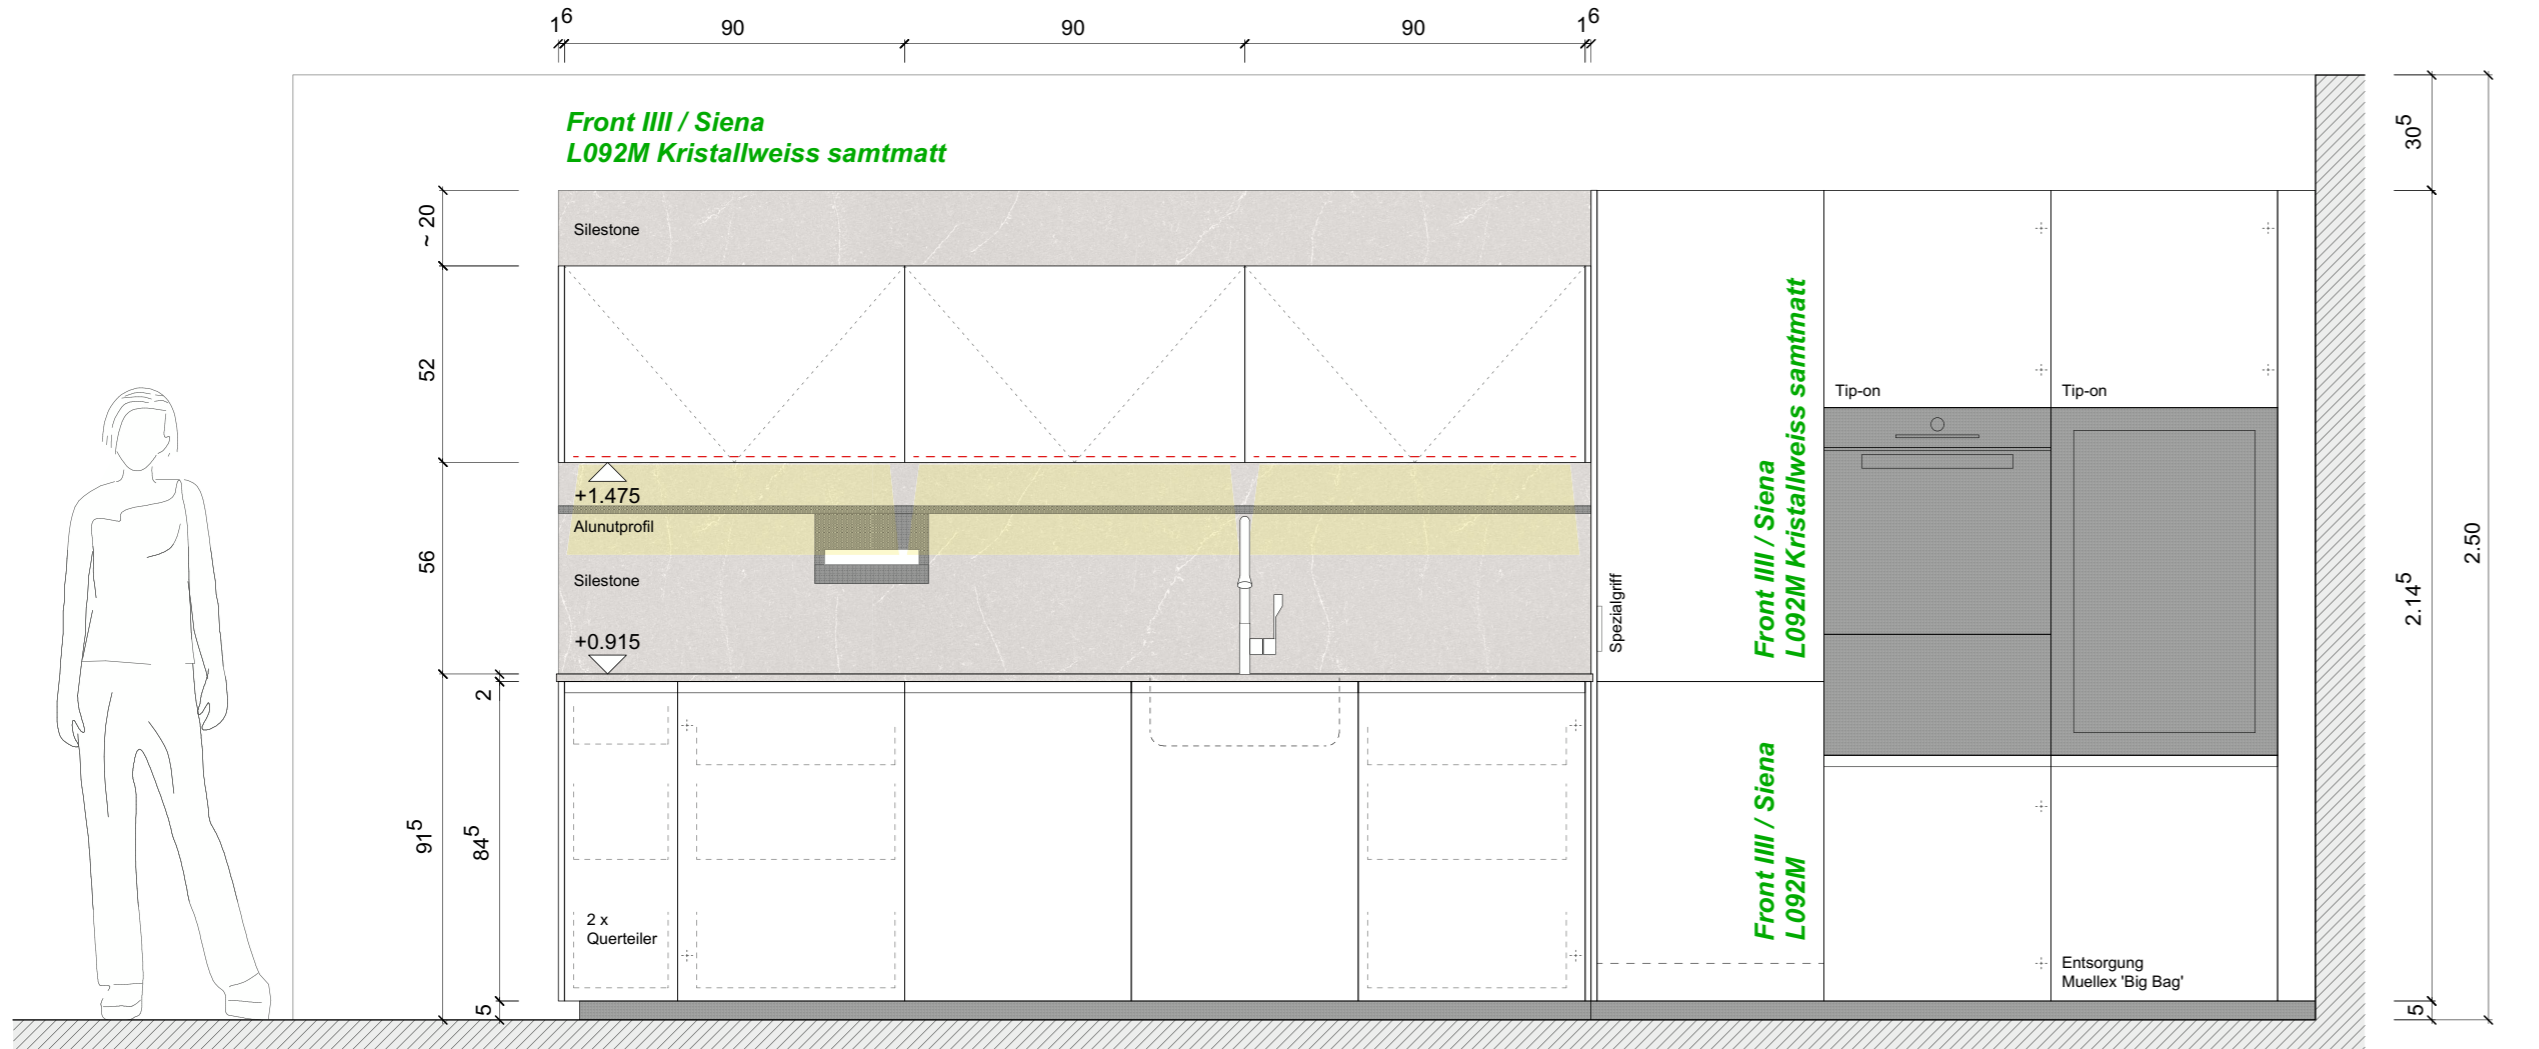 1⁶ 90 90 90 1⁶
Front IIII / Siena
L092M Kristallweiss samtmatt
~ 20
52
56
91⁵
2
84⁵
5
Silestone
+1.475
Alunutprofil
Silestone
+0.915
2 x
Querteiler
Spezialgriff
Front IIII / Siena
L092M Kristallweiss samtmatt
Front IIII / Siena
L092M
Tip-on
Tip-on
Entsorgung
Muellex 'Big Bag'
30⁵
2.14⁵
5
2.50